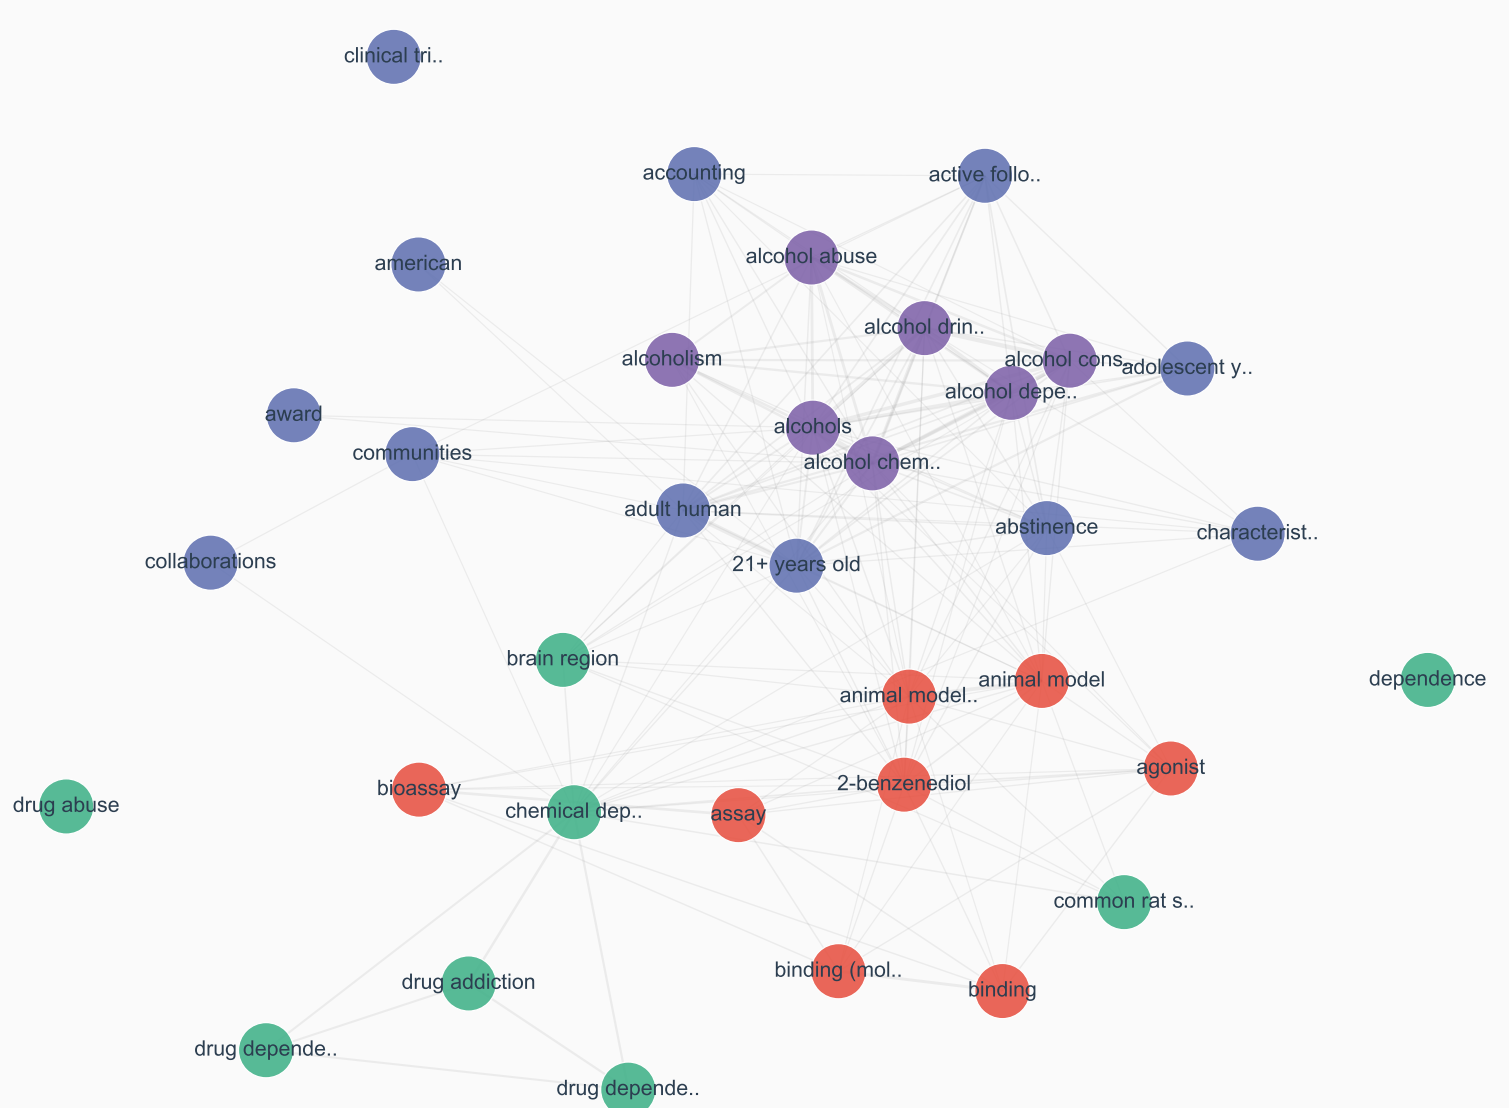 clinical tri..
accounting
active follo..
alcohol abuse
american
alcohol drin..
alcoholism
alcohol cons..
adolescent y..
alcohol depe..
award
alcohols
communities
alcohol chem..
adult human
abstinence
characterist..
collaborations
21+ years old
brain region
animal model..
animal model
dependence
agonist
bioassay
2-benzenediol
drug abuse
chemical dep..
assay
common rat s..
binding (mol..
drug addiction
binding
drug depende..
drug depende..